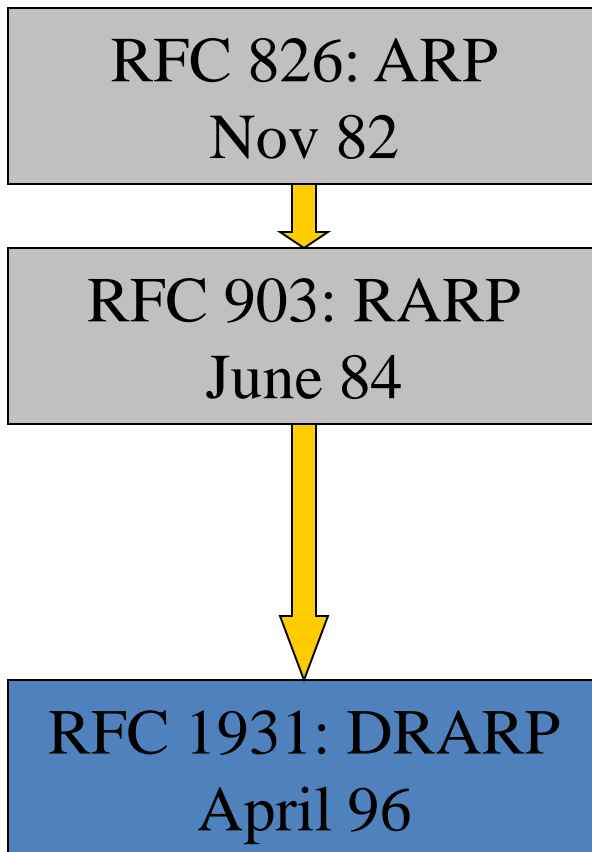 RFC 826: ARP
Nov 82
RFC 903: RARP
June 84
RFC 1931: DRARP
April 96